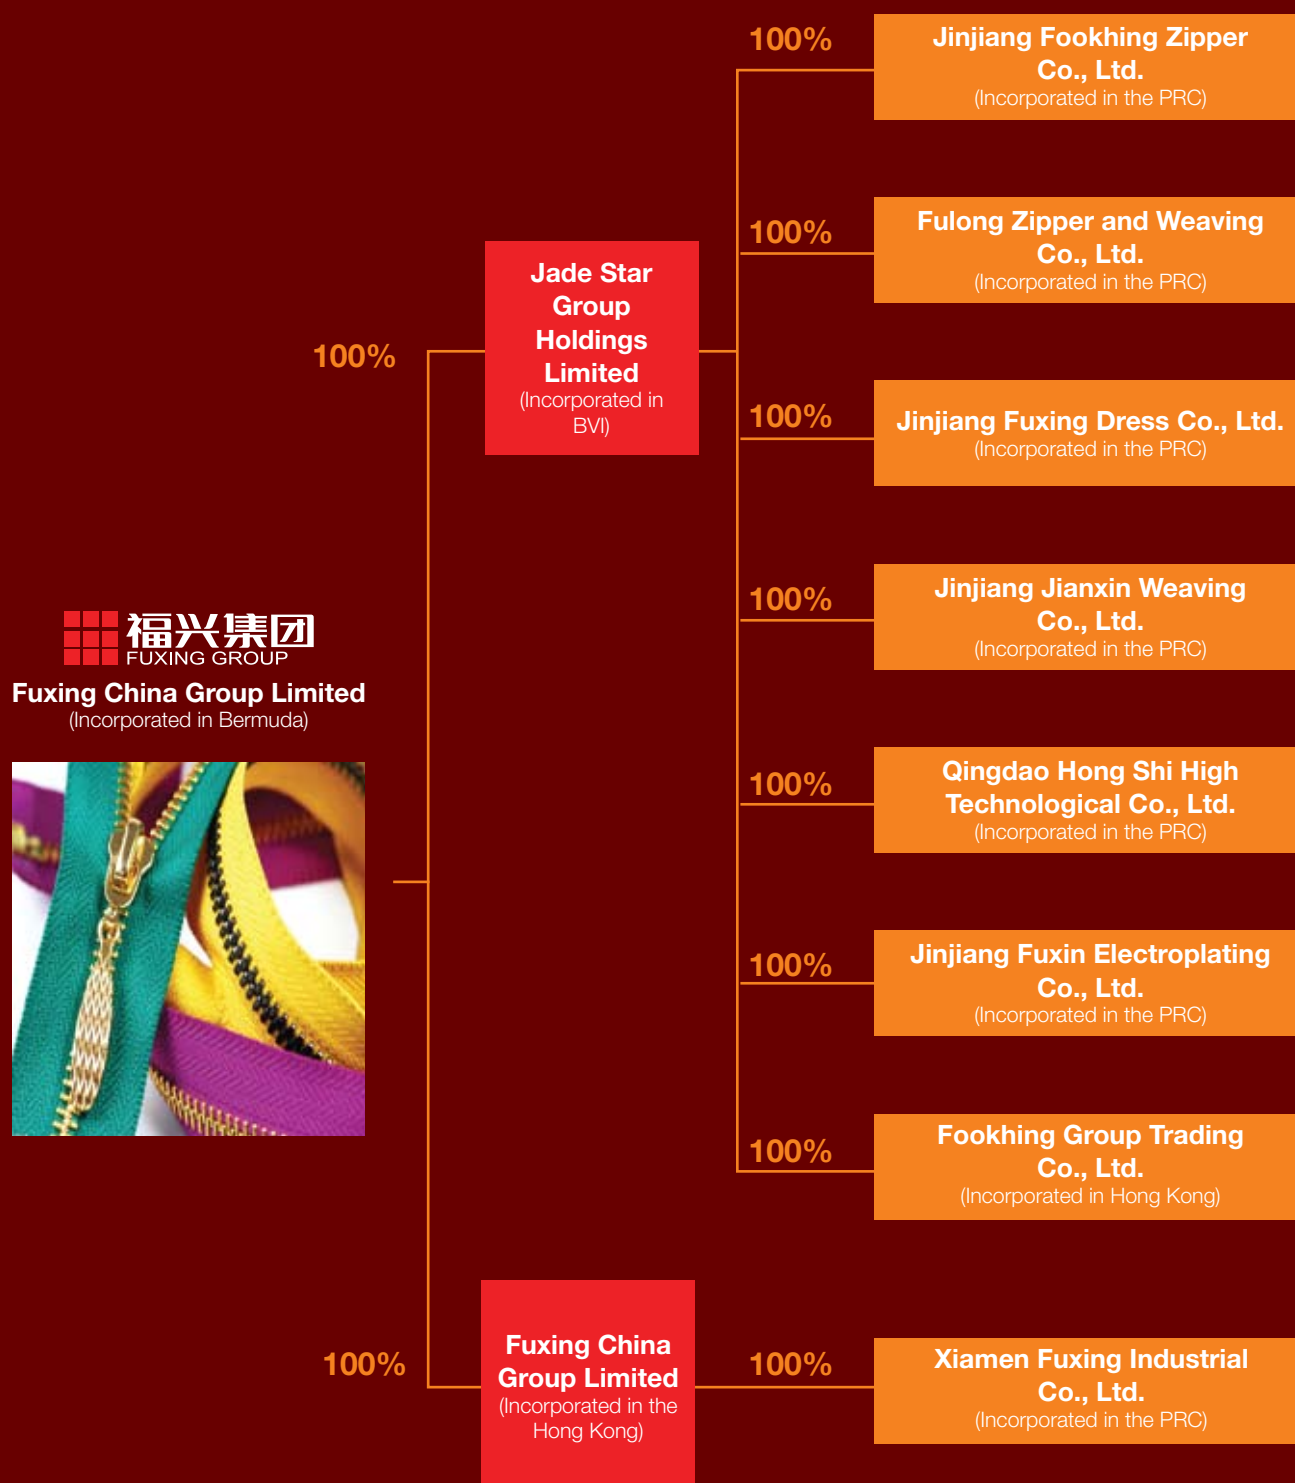 福兴集团
FUXING GROUP
Fuxing China Group Limited
(Incorporated in Bermuda)
100%
Jade Star
Group
Holdings
Limited
(Incorporated in
BVI)
100%
Jinjiang Fookhing Zipper
Co., Ltd.
(Incorporated in the PRC)
100%
Fulong Zipper and Weaving
Co., Ltd.
(Incorporated in the PRC)
100%
Jinjiang Fuxing Dress Co., Ltd.
(Incorporated in the PRC)
100%
Jinjiang Jianxin Weaving
Co., Ltd.
(Incorporated in the PRC)
100%
Qingdao Hong Shi High
Technological Co., Ltd.
(Incorporated in the PRC)
100%
Jinjiang Fuxin Electroplating
Co., Ltd.
(Incorporated in the PRC)
100%
Fookhing Group Trading
Co., Ltd.
(Incorporated in Hong Kong)
100%
Fuxing China
Group Limited
(Incorporated in the
Hong Kong)
100%
Xiamen Fuxing Industrial
Co., Ltd.
(Incorporated in the PRC)